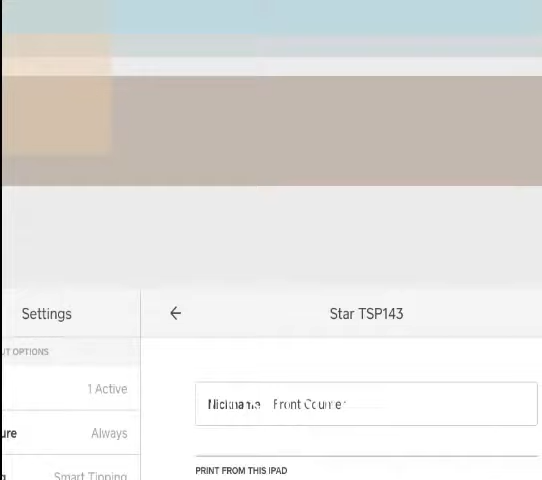 Settings
← Star TSP143
UT OPTIONS
1 Active
Nickname Front Counter
ure Always
PRINT FROM THIS IPAD
g Smart Tipping